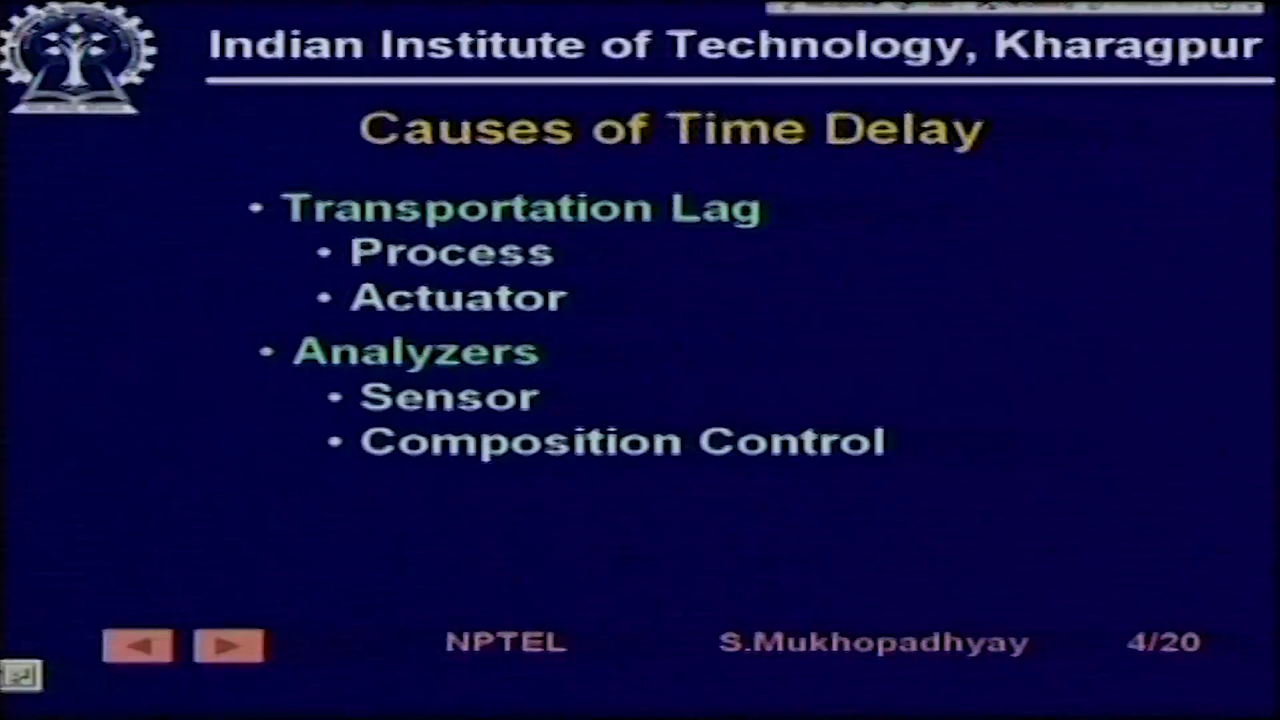 Indian Institute of Technology, Kharagpur
Causes of Time Delay
• Transportation Lag
• Process
• Actuator
• Analyzers
• Sensor
• Composition Control
NPTEL S.Mukhopadhyay 4/20